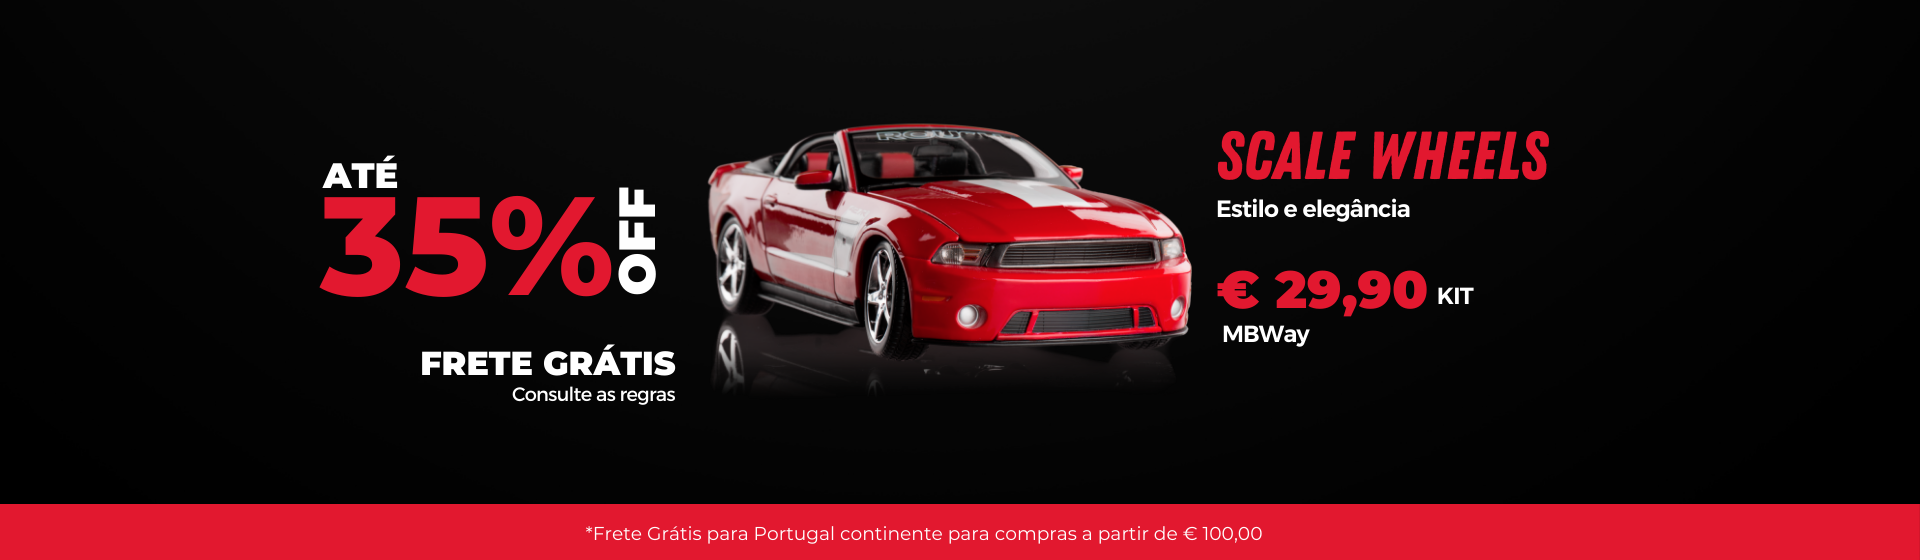 ATÉ
35% OFF
FRETE GRÁTIS
Consulte as regras
SCALE WHEELS
Estilo e elegância
€ 29,90 KIT
MBWay
*Frete Grátis para Portugal continente para compras a partir de € 100,00